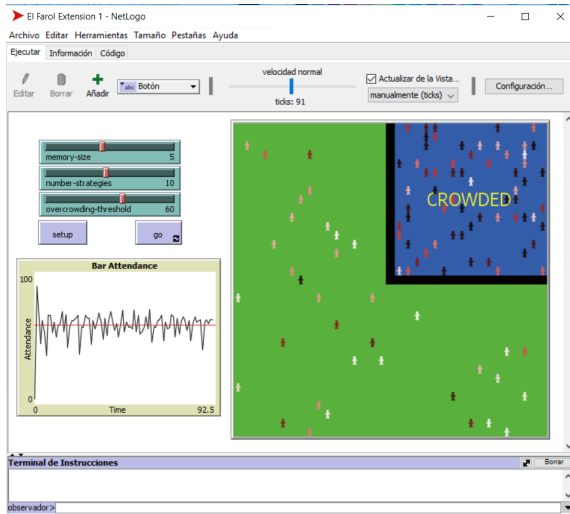 El Farol Extension 1 - NetLogo
Archivo Editar Herramientas Tamaño Pestañas Ayuda
Ejecutar Información Código
Editar Borrar Añadir abc Botón
velocidad normal
ticks: 91
Actualizar de la Vista...
manualmente (ticks)
Configuración...
memory-size 5
number-strategies 10
overcrowding-threshold 60
setup go
Bar Attendance
100
Attendance
0
0 Time 92.5
CROWDED
Terminal de Instrucciones Borrar
observador>